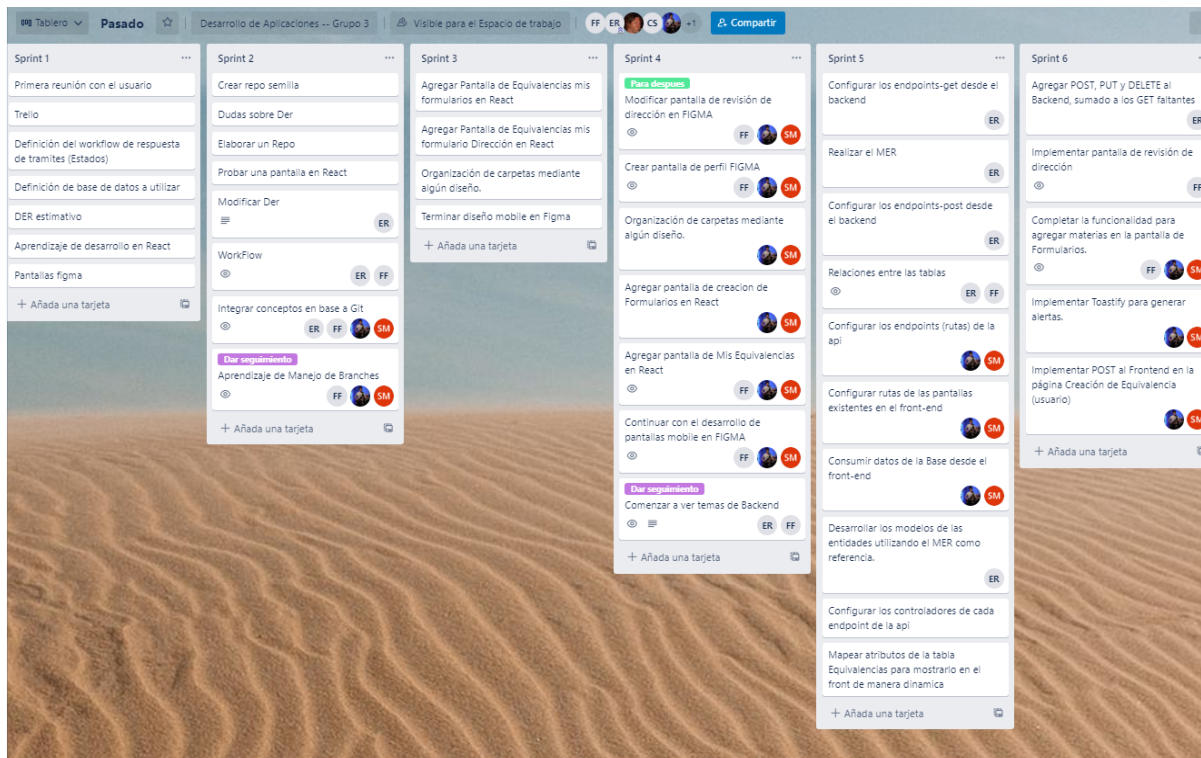 Tablero
Pasado
Desarrollo de Aplicaciones -- Grupo 3
Visible para el Espacio de trabajo
FF
ER
CS
+1
Compartir
Sprint 1
Primera reunión con el usuario
Trello
Definición del workflow de respuesta
de tramites (Estados)
Definición de base de datos a utilizar
DER estimativo
Aprendizaje de desarrollo en React
Pantallas figma
+ Añada una tarjeta
Sprint 2
Crear repo semilla
Dudas sobre Der
Elaborar un Repo
Probar una pantalla en React
Modificar Der
ER
WorkFlow
ER FF
Integrar conceptos en base a Git
ER FF SM
Dar seguimiento
Aprendizaje de Manejo de Branches
FF SM
+ Añada una tarjeta
Sprint 3
Agregar Pantalla de Equivalencias mis
formularios en React
Agregar Pantalla de Equivalencias mis
formulario Dirección en React
Organización de carpetas mediante
algún diseño.
Terminar diseño mobile en Figma
+ Añada una tarjeta
Sprint 4
Para despues
Modificar pantalla de revisión de
dirección en FIGMA
FF SM
Crear pantalla de perfil FIGMA
FF SM
Organización de carpetas mediante
algún diseño.
SM
Agregar pantalla de creacion de
Formularios en React
SM
Agregar pantalla de Mis Equivalencias
en React
FF SM
Continuar con el desarrollo de
pantallas mobile en FIGMA
FF SM
Dar seguimiento
Comenzar a ver temas de Backend
ER FF
+ Añada una tarjeta
Sprint 5
Configurar los endpoints-get desde el
backend
ER
Realizar el MER
ER
Configurar los endpoints-post desde
el backend
ER
Relaciones entre las tablas
ER FF
Configurar los endpoints (rutas) de la
api
SM
Configurar rutas de las pantallas
existentes en el front-end
SM
Consumir datos de la Base desde el
front-end
SM
Desarrollar los modelos de las
entidades utilizando el MER como
referencia.
ER
Configurar los controladores de cada
endpoint de la api
Mapear atributos de la tabla
Equivalencias para mostrarlo en el
front de manera dinamica
+ Añada una tarjeta
Sprint 6
Agregar POST, PUT y DELETE al
Backend, sumado a los GET faltantes
ER
Implementar pantalla de revisión de
dirección
FF
Completar la funcionalidad para
agregar materias en la pantalla de
Formularios.
FF SM
Implementar Toastify para generar
alertas.
SM
Implementar POST al Frontend en la
página Creación de Equivalencia
(usuario)
SM
+ Añada una tarjeta